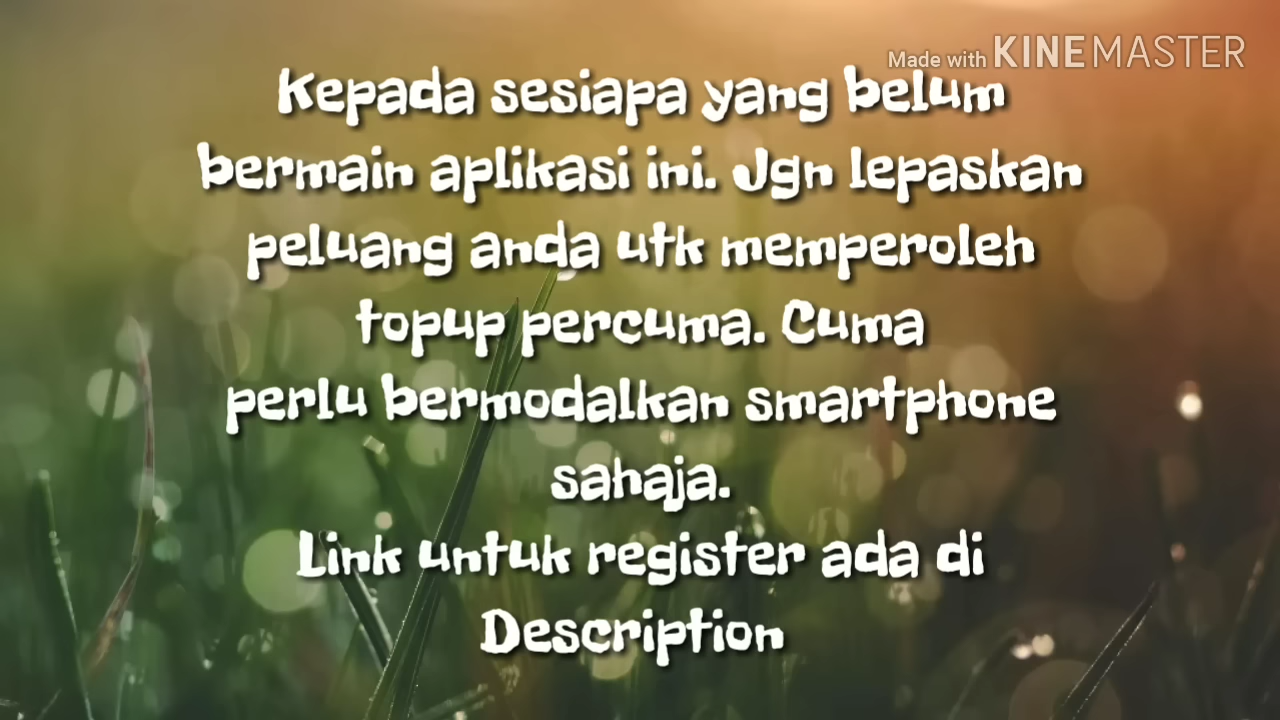 Made with KINEMASTER
Kepada sesiapa yang belum
bermain aplikasi ini. Jgn lepaskan
peluang anda utk memperoleh
topup percuma. Cuma
perlu bermodalkan smartphone
sahaja.
Link untuk register ada di
Description